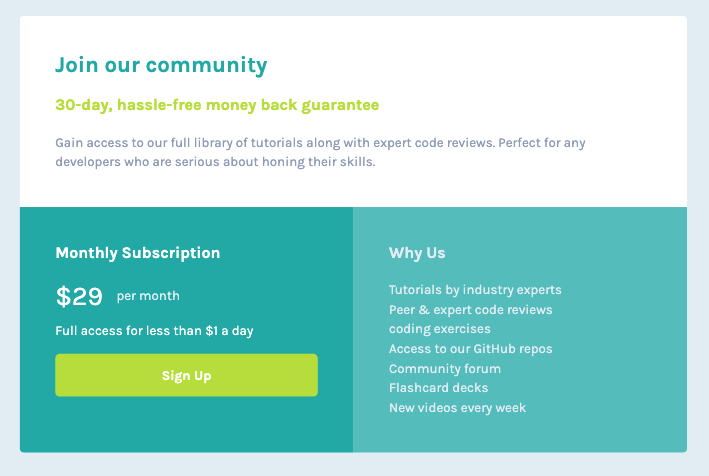 Join our community
30-day, hassle-free money back guarantee
Gain access to our full library of tutorials along with expert code reviews. Perfect for any
developers who are serious about honing their skills.
Monthly Subscription
$29 per month
Full access for less than $1 a day
Sign Up
Why Us
Tutorials by industry experts
Peer & expert code reviews
coding exercises
Access to our GitHub repos
Community forum
Flashcard decks
New videos every week